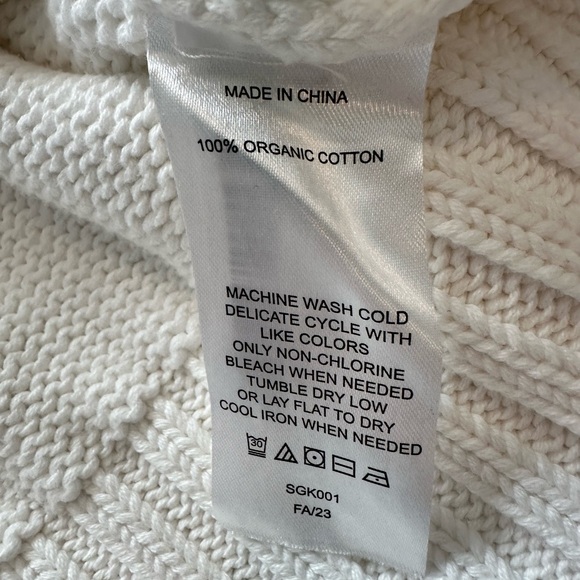 MADE IN CHINA
100% ORGANIC COTTON
MACHINE WASH COLD
DELICATE CYCLE WITH
LIKE COLORS
ONLY NON-CHLORINE
BLEACH WHEN NEEDED
TUMBLE DRY LOW
OR LAY FLAT TO DRY
COOL IRON WHEN NEEDED
30
SGK001
FA/23